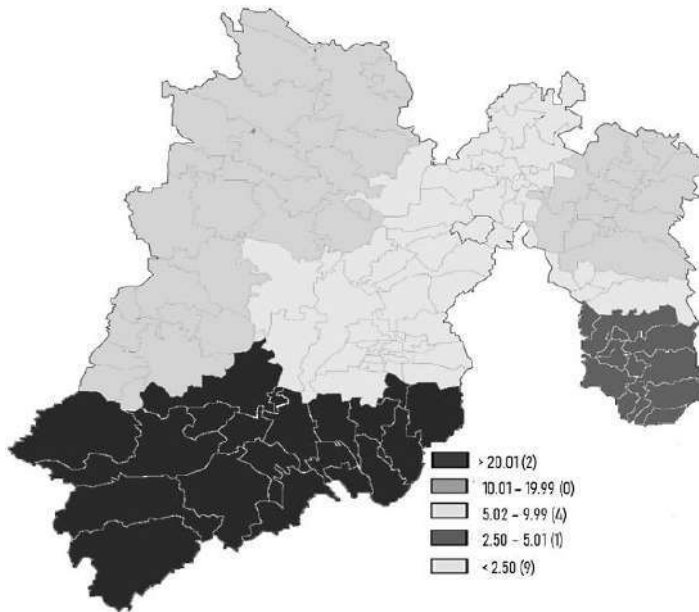 > 20.01 (2)
10.01 – 19.99 (0)
5.02 – 9.99 (4)
2.50 – 5.01 (1)
< 2.50 (9)